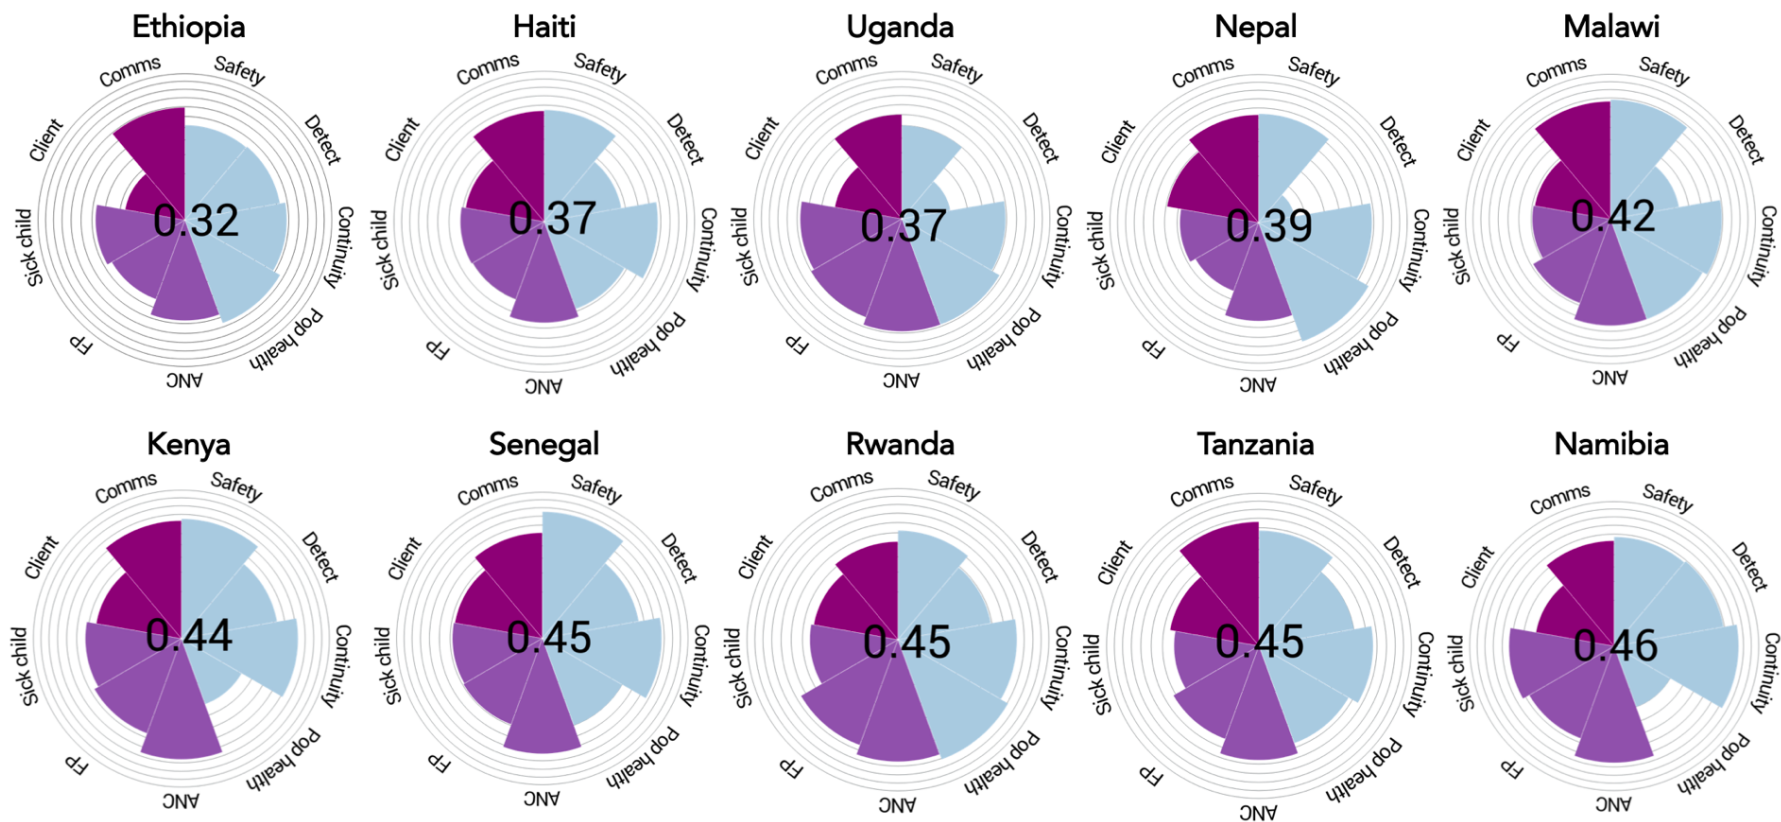 Ethiopia
Comms
Safety
Client
Detect
0.32
Sick child
Continuity
FP
Pop health
ANC
Haiti
Comms
Safety
Client
Detect
0.37
Sick child
Continuity
FP
Pop health
ANC
Uganda
Comms
Safety
Client
Detect
0.37
Sick child
Continuity
FP
Pop health
ANC
Nepal
Comms
Safety
Client
Detect
0.39
Sick child
Continuity
FP
Pop health
ANC
Malawi
Comms
Safety
Client
Detect
0.42
Sick child
Continuity
FP
Pop health
ANC
Kenya
Comms
Safety
Client
Detect
0.44
Sick child
Continuity
FP
Pop health
ANC
Senegal
Comms
Safety
Client
Detect
0.45
Sick child
Continuity
FP
Pop health
ANC
Rwanda
Comms
Safety
Client
Detect
0.45
Sick child
Continuity
FP
Pop health
ANC
Tanzania
Comms
Safety
Client
Detect
0.45
Sick child
Continuity
FP
Pop health
ANC
Namibia
Comms
Safety
Client
Detect
0.46
Sick child
Continuity
FP
Pop health
ANC